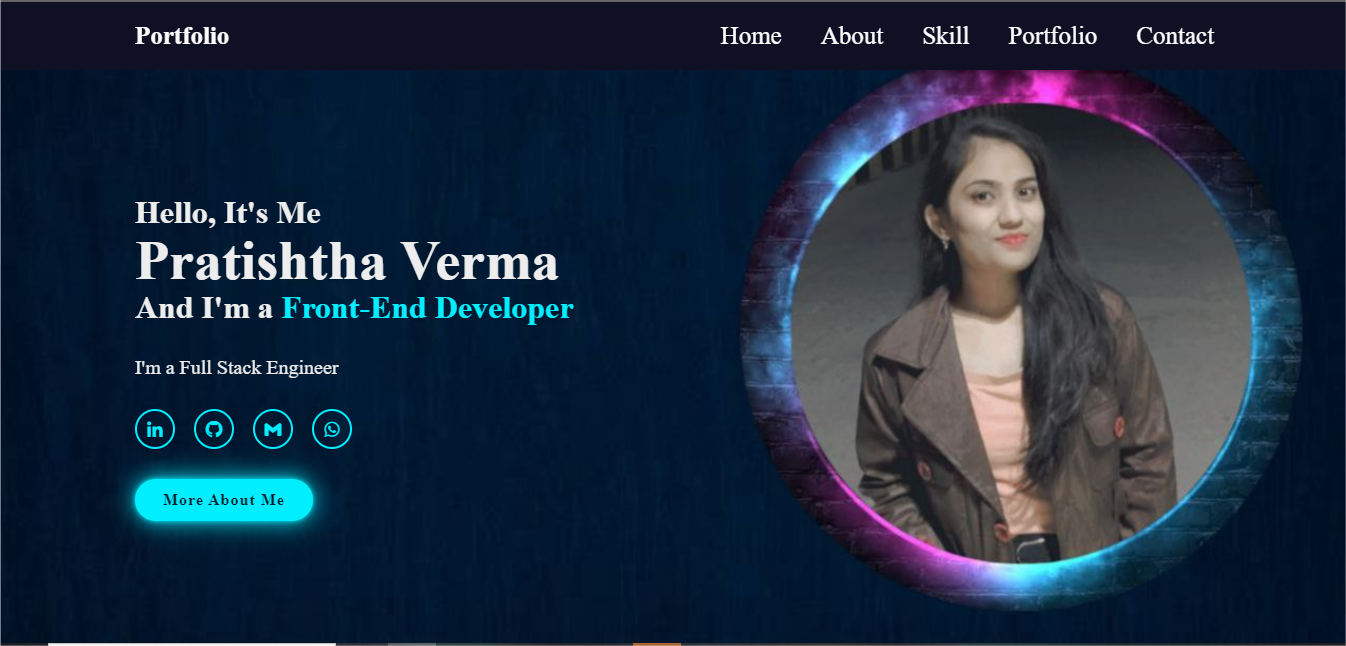 Portfolio
Home About Skill Portfolio Contact
Hello, It's Me
Pratishtha Verma
And I'm a Front-End Developer
I'm a Full Stack Engineer
in
More About Me